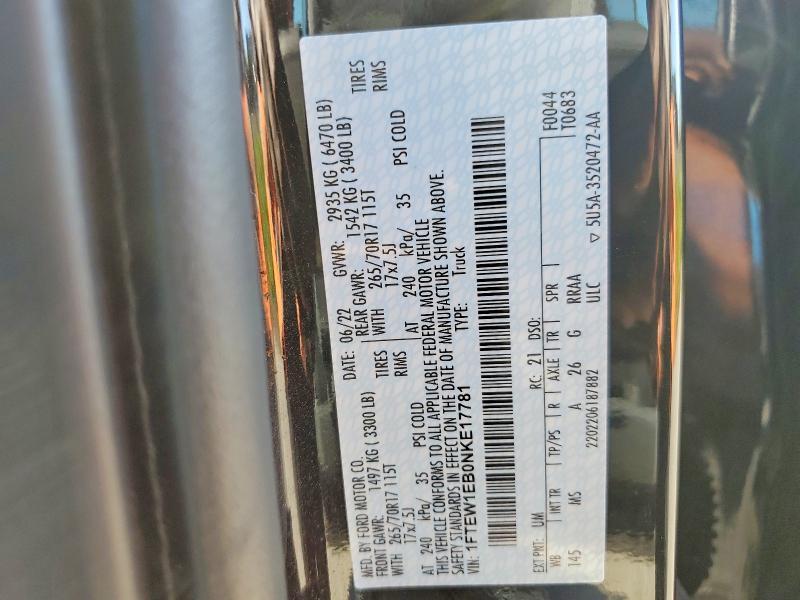 MFD. BY FORD MOTOR CO.
DATE: 06/22 GVWR: 2935 KG ( 6470 LB)
FRONT GAWR: 1497 KG ( 3300 LB) REAR GAWR: 1542 KG ( 3400 LB)
WITH 265/70R17 115T TIRES WITH 265/70R17 115T TIRES
17x7.5J RIMS 17x7.5J RIMS
AT 240 kPa/ 35 PSI COLD AT 240 kPa/ 35 PSI COLD
THIS VEHICLE CONFORMS TO ALL APPLICABLE FEDERAL MOTOR VEHICLE
SAFETY STANDARDS IN EFFECT ON THE DATE OF MANUFACTURE SHOWN ABOVE.
VIN: 1FTEW1EB0NKE17781 TYPE: Truck
EXT PNT: UM RC: 21 DSO: F0044
WB INT TR TP/PS R AXLE TR SPR T0683
145 MS A 26 G RRAA
2202206187882 ULC ▽ 5U5A-3520472-AA